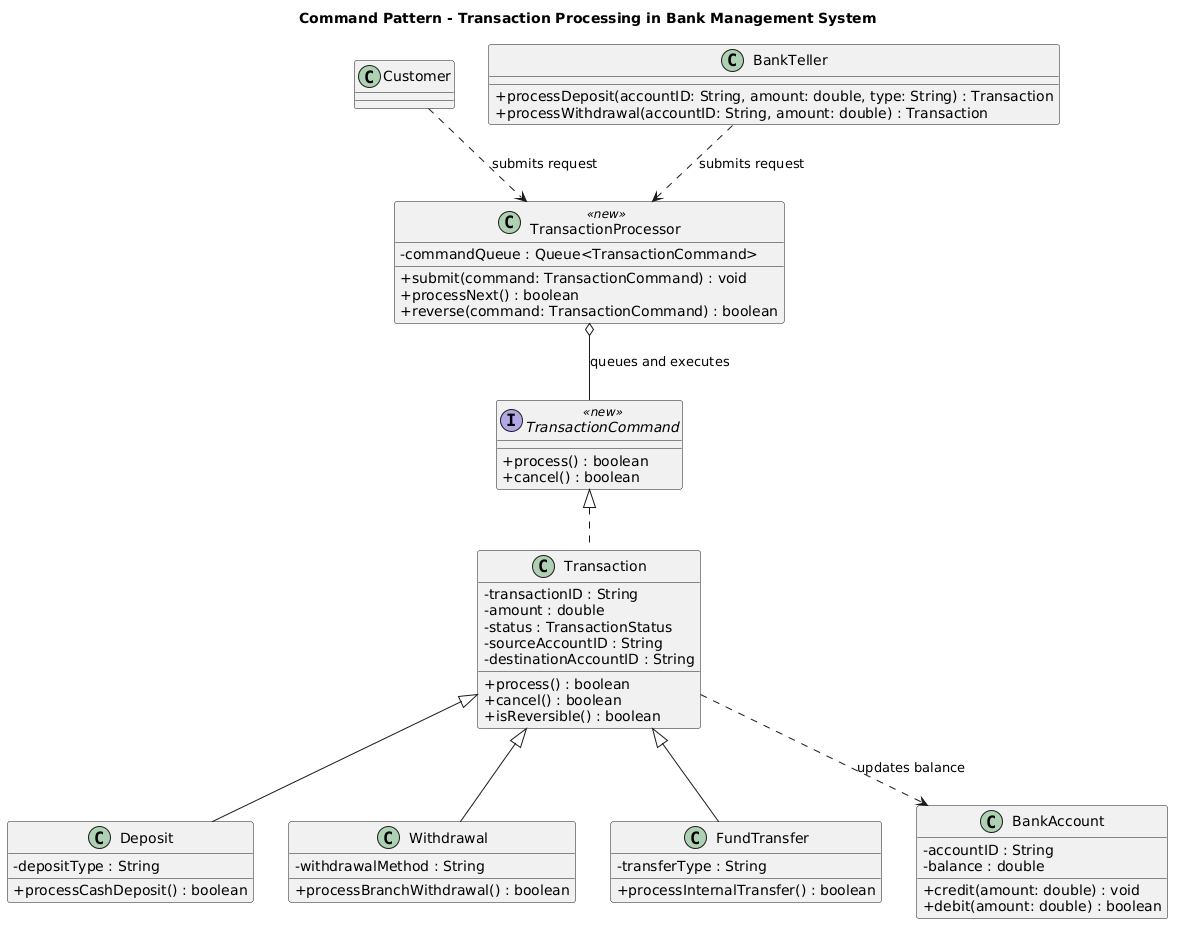 Command Pattern - Transaction Processing in Bank Management System
C Customer
C BankTeller
+processDeposit(accountID: String, amount: double, type: String) : Transaction
+processWithdrawal(accountID: String, amount: double) : Transaction
submits request
submits request
«new»
C TransactionProcessor
-commandQueue : Queue<TransactionCommand>
+submit(command: TransactionCommand) : void
+processNext() : boolean
+reverse(command: TransactionCommand) : boolean
queues and executes
«new»
I TransactionCommand
+process() : boolean
+cancel() : boolean
C Transaction
-transactionID : String
-amount : double
-status : TransactionStatus
-sourceAccountID : String
-destinationAccountID : String
+process() : boolean
+cancel() : boolean
+isReversible() : boolean
updates balance
C Deposit
-depositType : String
+processCashDeposit() : boolean
C Withdrawal
-withdrawalMethod : String
+processBranchWithdrawal() : boolean
C FundTransfer
-transferType : String
+processInternalTransfer() : boolean
C BankAccount
-accountID : String
-balance : double
+credit(amount: double) : void
+debit(amount: double) : boolean